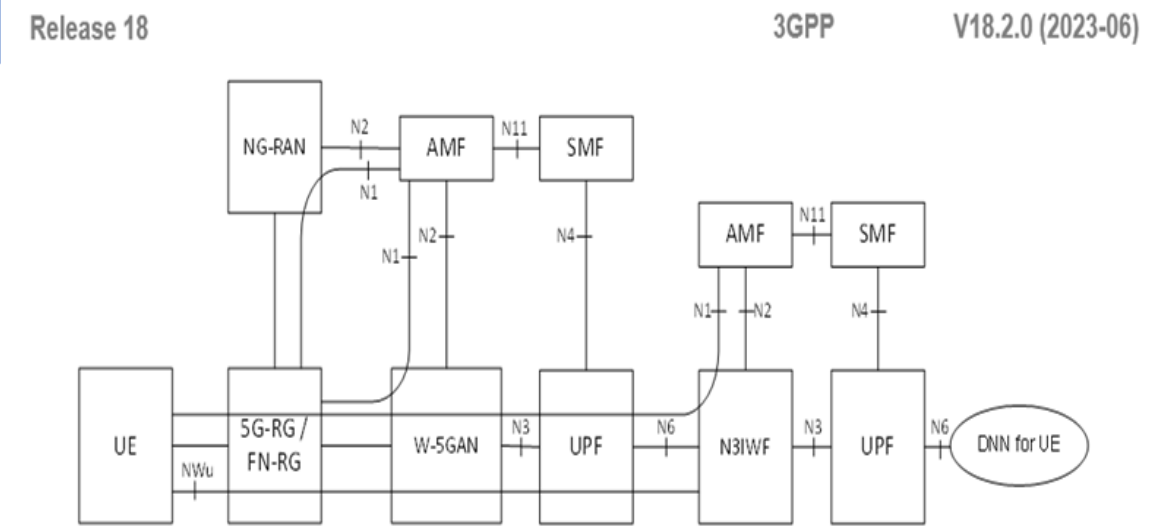 Release 18 3GPP V18.2.0 (2023-06)
NG-RAN
N2
AMF
N11
SMF
N1
N1
N2
N4
AMF
N11
SMF
N1
N2
N4
UE
NWu
5G-RG /
FN-RG
W-5GAN
N3
UPF
N6
N3IWF
N3
UPF
N6
DNN for UE